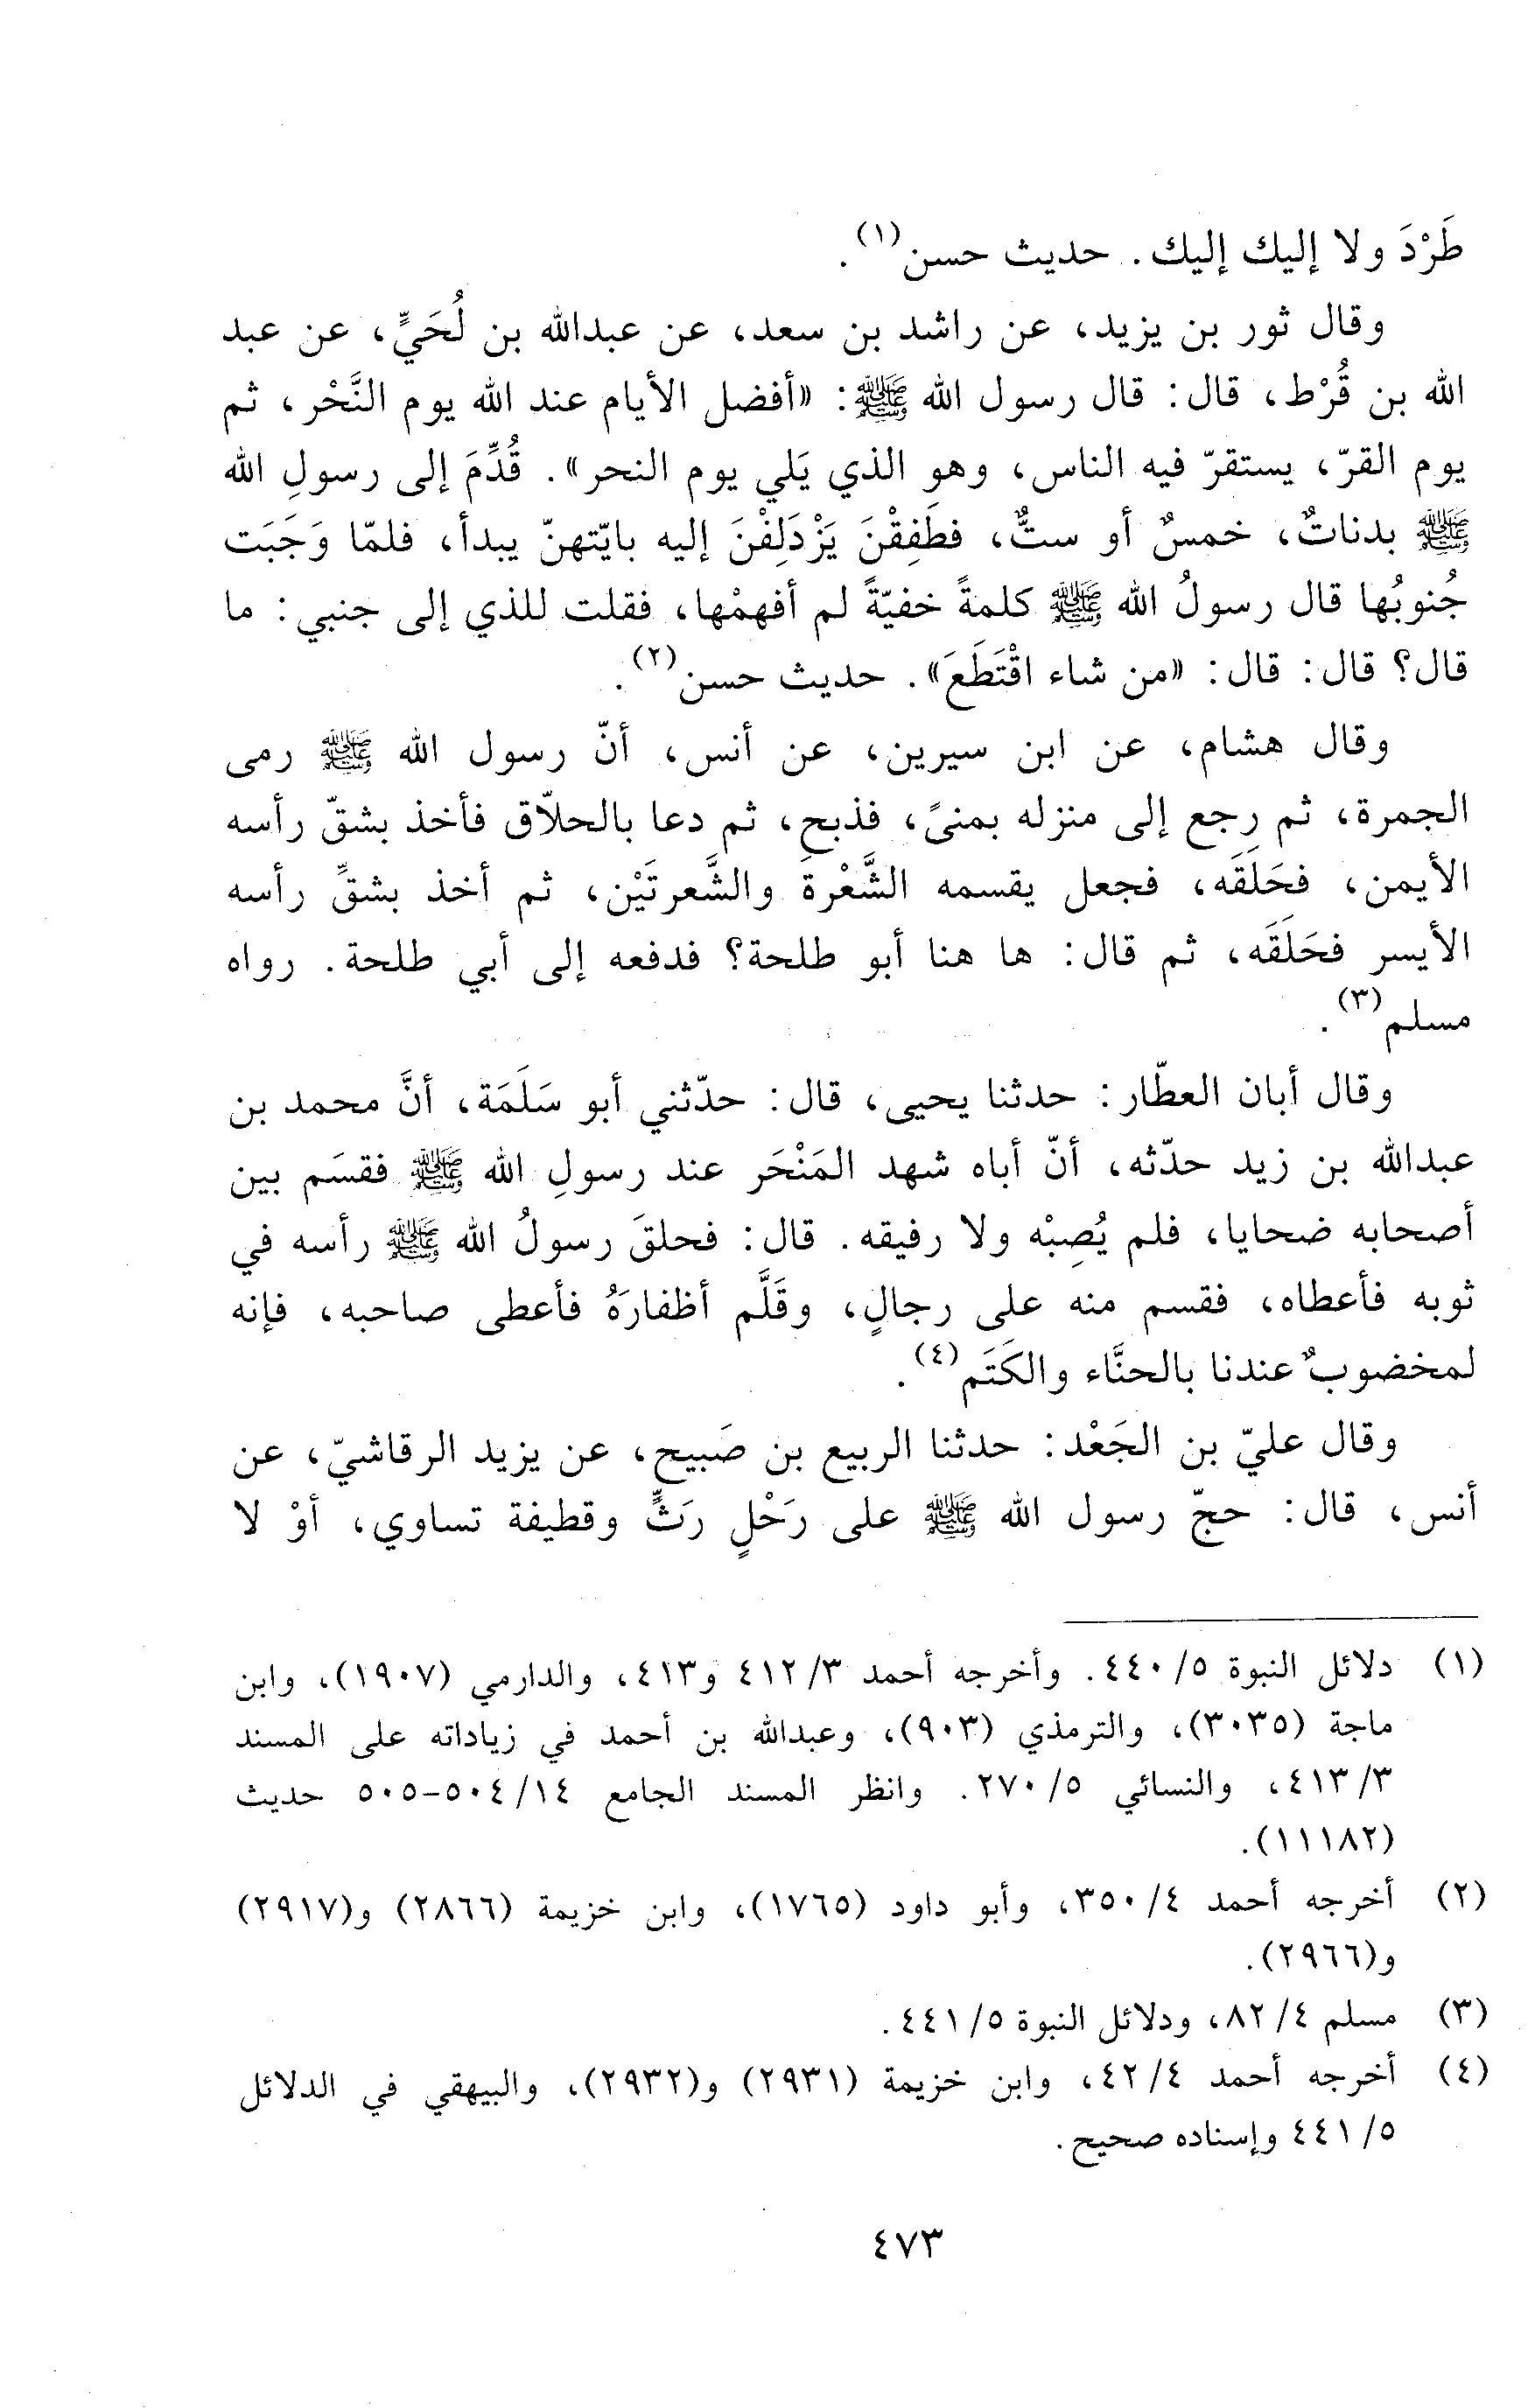 طَرْدَ ولا إليك إليك. حديث حسن(١).
وقال ثور بن يزيد، عن راشد بن سعد، عن عبدالله بن لُحَيٍّ، عن عبد
الله بن قُرْط، قال: قال رسول الله ﷺ: «أفضل الأيام عند الله يوم النَّحْر، ثم
يوم القرّ، يستقرّ فيه الناس، وهو الذي يَلي يوم النحر». قُدِّمَ إلى رسولِ الله
ﷺ بدناتٌ، خمسٌ أو ستٌّ، فطَفِقْنَ يَزْدَلِفْنَ إليه بايّتهنّ يبدأ، فلمّا وَجَبَت
جُنوبُها قال رسولُ الله ﷺ كلمةً خفيّةً لم أفهمْها، فقلت للذي إلى جنبي: ما
قال؟ قال: قال: «من شاء اقْتَطَعَ». حديث حسن(٢).
وقال هشام، عن ابن سيرين، عن أنس، أنّ رسول الله ﷺ رمى
الجمرة، ثم رجع إلى منزله بمنىً، فذبح، ثم دعا بالحلاّق فأخذ بشقّ رأسه
الأيمن، فحَلَقَه، فجعل يقسمه الشَّعْرةَ والشَّعرتَيْن، ثم أخذ بشقِّ رأسه
الأيسر فحَلَقَه، ثم قال: ها هنا أبو طلحة؟ فدفعه إلى أبي طلحة. رواه
مسلم(٣).
وقال أبان العطّار: حدثنا يحيى، قال: حدّثني أبو سَلَمَة، أنَّ محمد بن
عبدالله بن زيد حدّثه، أنّ أباه شهد المَنْحَر عند رسولِ الله ﷺ فقسَم بين
أصحابه ضحايا، فلم يُصِبْه ولا رفيقه. قال: فحلقَ رسولُ الله ﷺ رأسه في
ثوبه فأعطاه، فقسم منه على رجالٍ، وقَلَّم أظفارَهُ فأعطى صاحبه، فإنه
لمخضوبٌ عندنا بالحنَّاء والكَتَم(٤).
وقال عليّ بن الجَعْد: حدثنا الربيع بن صَبيح، عن يزيد الرقاشيّ، عن
أنس، قال: حجّ رسول الله ﷺ على رَحْلٍ رَثٍّ وقطيفة تساوي، أوْ لا
(١) دلائل النبوة ٥/ ٤٤٠. وأخرجه أحمد ٣/ ٤١٢ و٤١٣، والدارمي (١٩٠٧)، وابن
ماجة (٣٠٣٥)، والترمذي (٩٠٣)، وعبدالله بن أحمد في زياداته على المسند
٣/ ٤١٣، والنسائي ٥/ ٢٧٠. وانظر المسند الجامع ١٤/ ٥٠٤-٥٠٥ حديث
(١١١٨٢).
(٢) أخرجه أحمد ٤/ ٣٥٠، وأبو داود (١٧٦٥)، وابن خزيمة (٢٨٦٦) و(٢٩١٧)
و(٢٩٦٦).
(٣) مسلم ٤/ ٨٢، ودلائل النبوة ٥/ ٤٤١.
(٤) أخرجه أحمد ٤/ ٤٢، وابن خزيمة (٢٩٣١) و(٢٩٣٢)، والبيهقي في الدلائل
٥/ ٤٤١ وإسناده صحيح.
٤٧٣